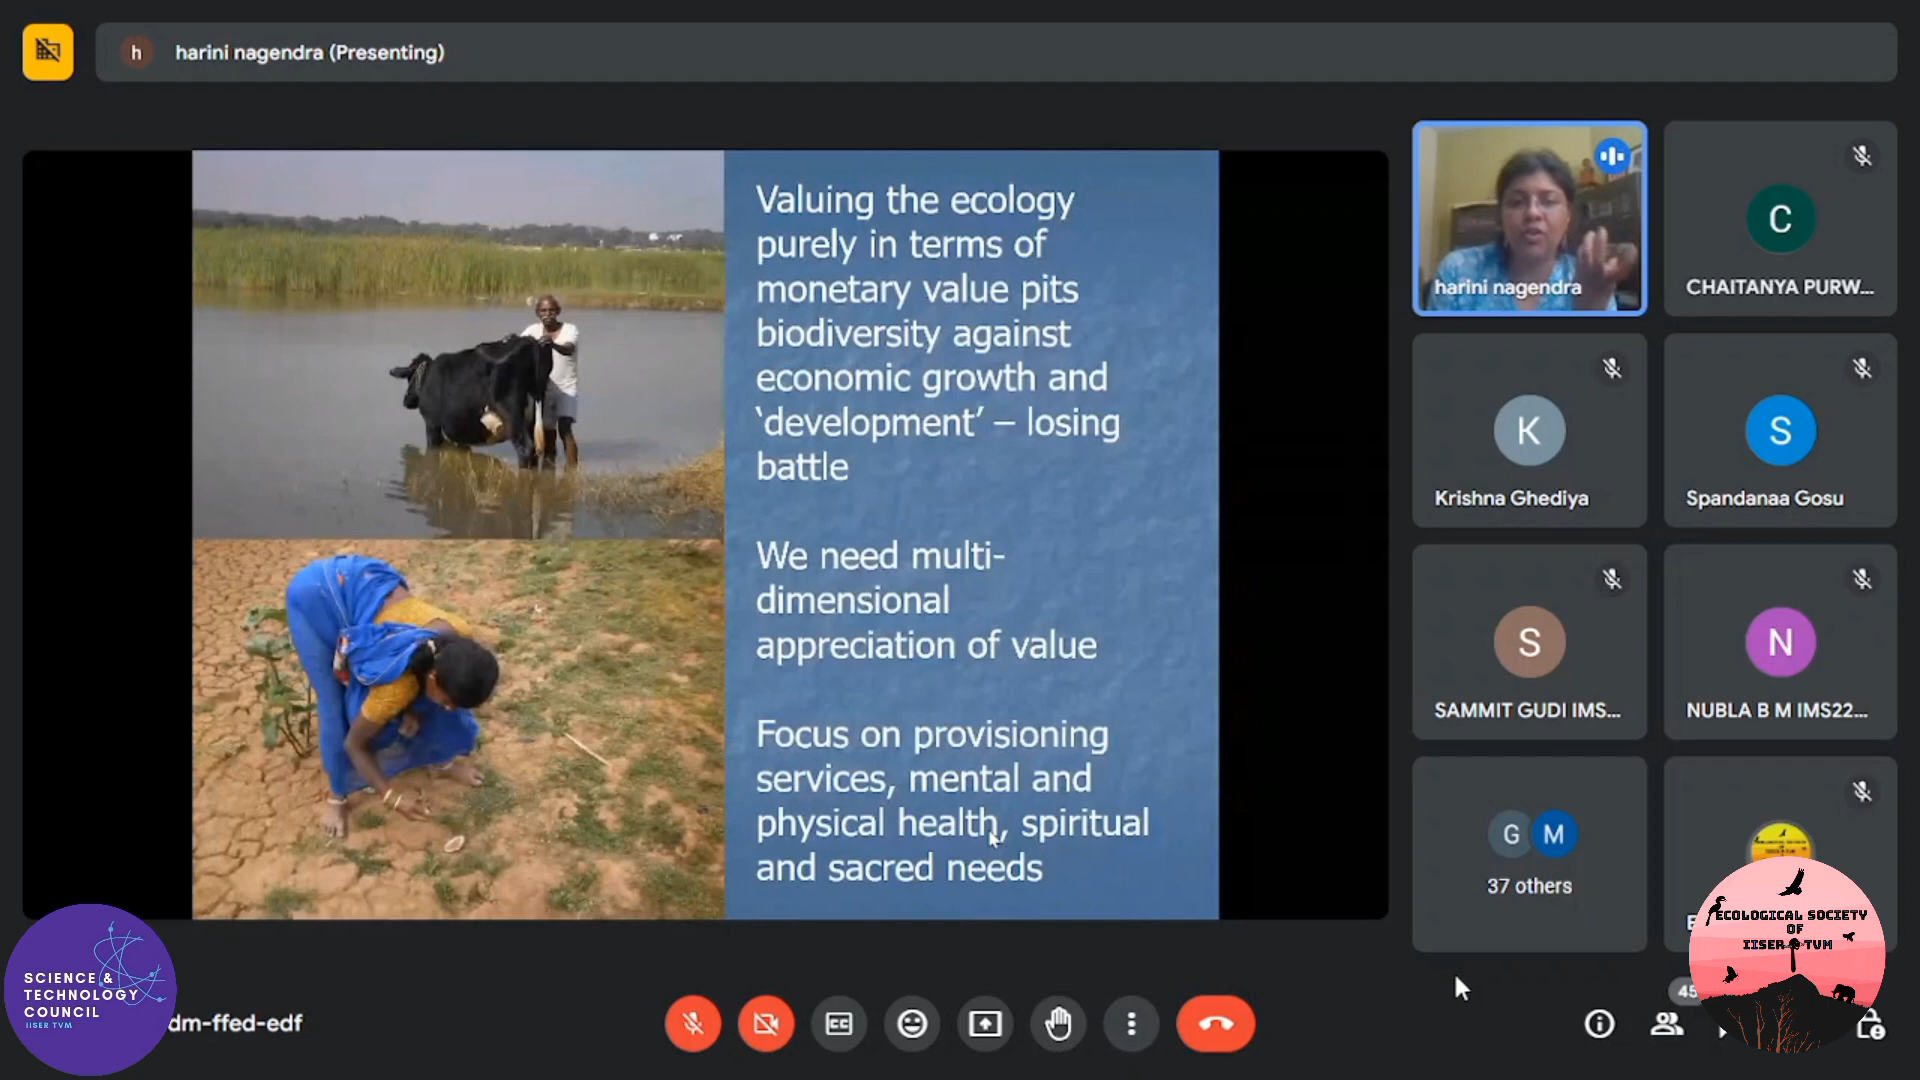 h harini nagendra (Presenting)
Valuing the ecology
purely in terms of
monetary value pits
biodiversity against
economic growth and
‘development’ – losing
battle
We need multi-
dimensional
appreciation of value
Focus on provisioning
services, mental and
physical health, spiritual
and sacred needs
harini nagendra
C
CHAITANYA PURW...
K
Krishna Ghediya
S
Spandanaa Gosu
S
SAMMIT GUDI IMS...
N
NUBLA B M IMS22...
G M
37 others
ECOLOGICAL SOCIETY
OF
IISER TVM
SCIENCE &
TECHNOLOGY
COUNCIL
IISER TVM
dm-ffed-edf
CC
45